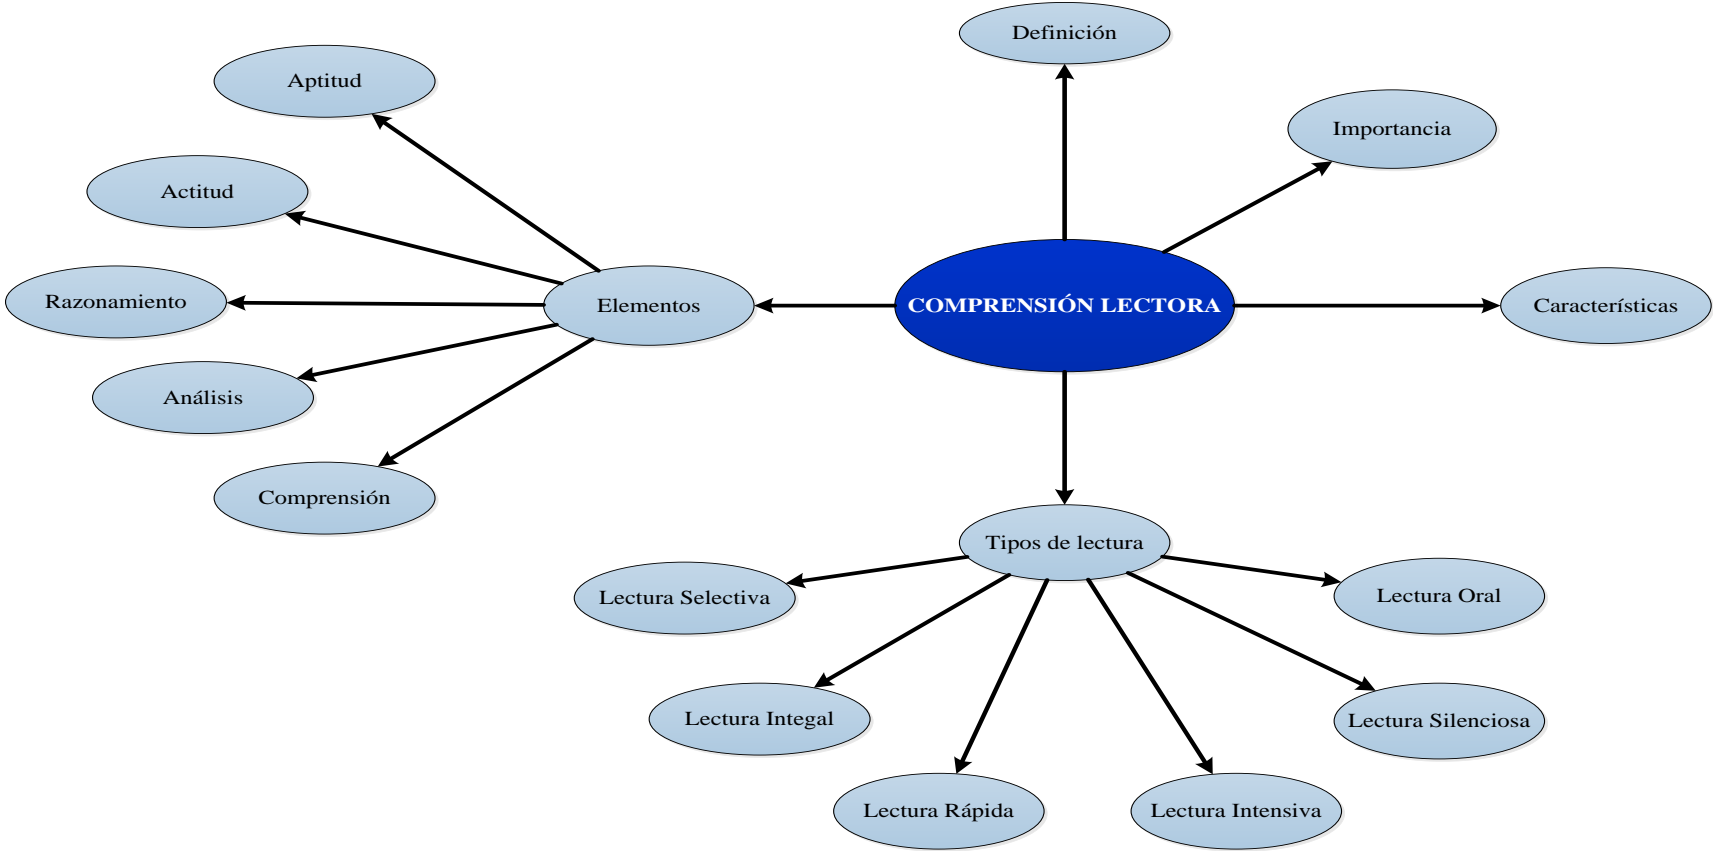 Definición
Aptitud
Importancia
Actitud
Razonamiento
Elementos
COMPRENSIÓN LECTORA
Características
Análisis
Comprensión
Tipos de lectura
Lectura Selectiva
Lectura Oral
Lectura Integal
Lectura Silenciosa
Lectura Rápida
Lectura Intensiva